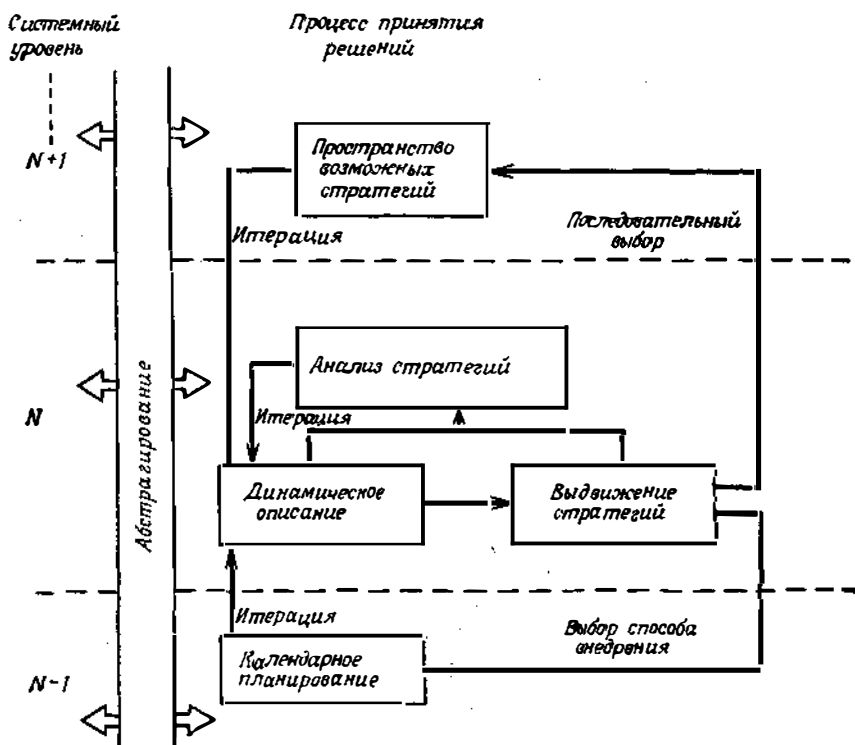 Системный
уровень
Процесс принятия
решений
N+1
Пространство
возможных
стратегий
Итерация
Последовательный
выбор
Абстрагирование
N
Анализ стратегий
Итерация
Динамическое
описание
Выдвижение
стратегий
Итерация
Выбор способа
внедрения
N-1
Календарное
планирование